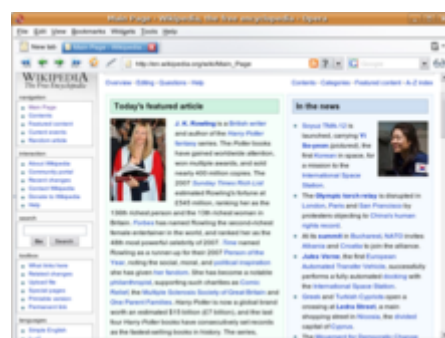 Main Page - Wikipedia, the free encyclopedia - Opera
File Edit View Bookmarks Widgets Tools Help
New tab Main Page - Wikipedia...
http://en.wikipedia.org/wiki/Main_Page
WIKIPEDIA
The Free Encyclopedia
Overview · Editing · Questions · Help
Contents · Categories · Featured content · A–Z index
navigation
Main Page
Contents
Featured content
Current events
Random article
interaction
About Wikipedia
Community portal
Recent changes
Contact Wikipedia
Donate to Wikipedia
Help
search
Go Search
toolbox
What links here
Related changes
Upload file
Special pages
Printable version
Permanent link
languages
Simple English
Today's featured article
J. K. Rowling is a British writer
and author of the Harry Potter
fantasy series. The Potter books
have gained worldwide attention,
won multiple awards, and sold
nearly 400 million copies. The
2007 Sunday Times Rich List
estimated Rowling's fortune at
£545 million, ranking her as the
136th richest person and the 13th richest woman in
Britain. Forbes has named Rowling the second-richest
female entertainer in the world, and ranked her as the
48th most powerful celebrity of 2007. Time named
Rowling as a runner-up for their 2007 Person of the
Year, noting the social, moral, and political inspiration
she has given her fandom. She has become a notable
philanthropist, supporting such charities as Comic
Relief, the Multiple Sclerosis Society of Great Britain and
One Parent Families. Harry Potter is now a global brand
worth an estimated $15 billion (£7 billion), and the last
four Harry Potter books have consecutively set records
as the fastest-selling books in history. The series,
In the news
Soyuz TMA-12 is
launched, carrying Yi
So-yeon (pictured), the
first Korean in space, for
a mission to the
International Space
Station.
The Olympic torch relay is disrupted in
London, Paris and San Francisco by
protesters objecting to China's human
rights record.
At its summit in Bucharest, NATO invites
Albania and Croatia to join the alliance.
Jules Verne, the first European
Automated Transfer Vehicle, successfully
performs a fully automated docking with
the International Space Station.
Greek and Turkish Cypriots open a
crossing at Ledra Street, a main
shopping street in Nicosia, the divided
capital of Cyprus.
The Movement for Democratic Change